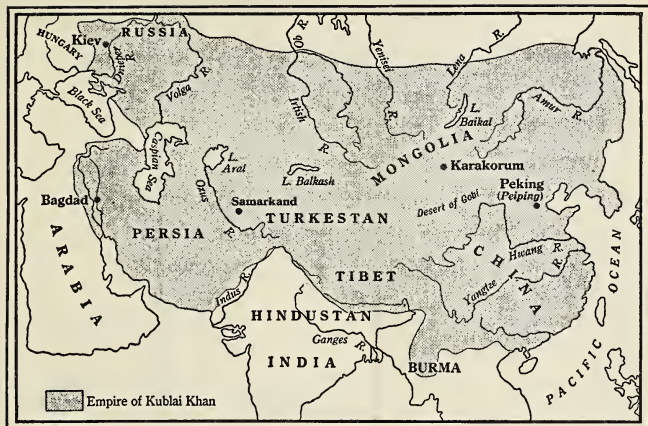 HUNGARY
Kiev
RUSSIA
Dnieper R.
Black Sea
Volga R.
Caspian Sea
Ob R.
Irtish R.
Yenisei R.
Lena R.
L. Baikal
Amur R.
MONGOLIA
Karakorum
Peking
(Peiping)
Desert of Gobi
L. Aral
L. Balkash
Oxus R.
Samarkand
TURKESTAN
Bagdad
PERSIA
ARABIA
TIBET
CHINA
Hwang R.
Yangtze R.
Indus R.
HINDUSTAN
INDIA
Ganges R.
BURMA
PACIFIC OCEAN
Empire of Kublai Khan